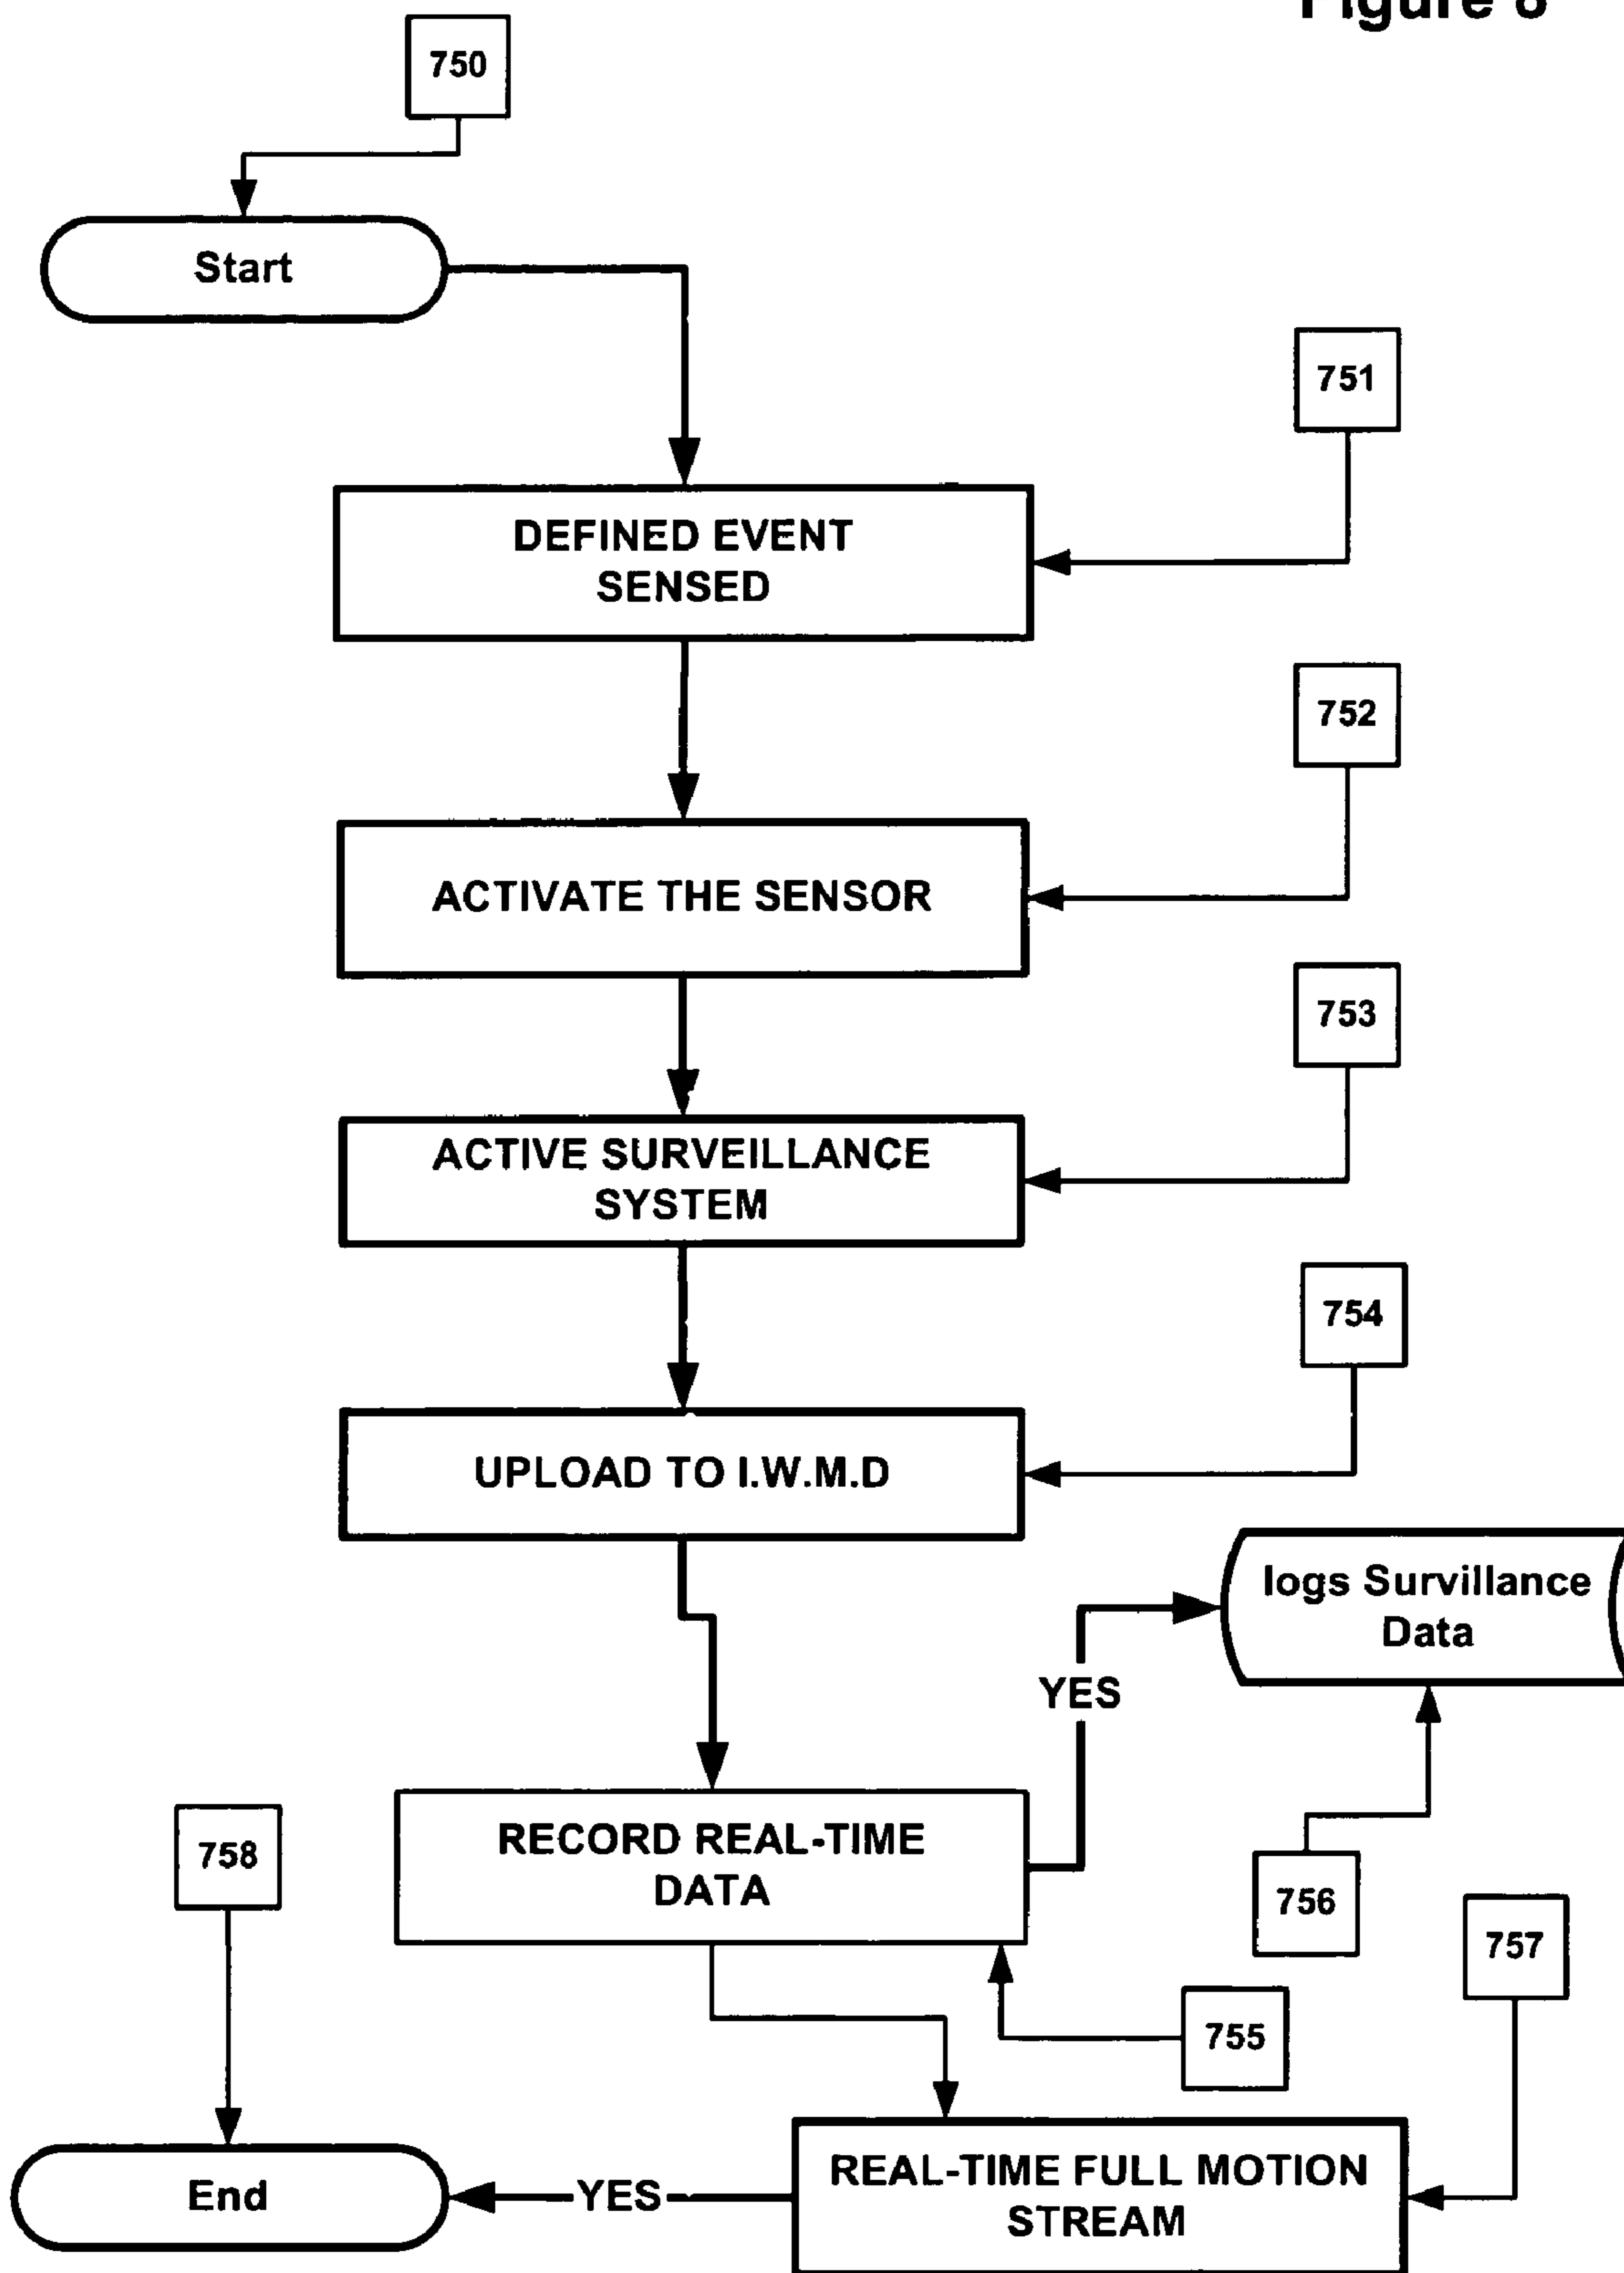 Figure 8
750
Start
751
DEFINED EVENT
SENSED
752
ACTIVATE THE SENSOR
753
ACTIVE SURVEILLANCE
SYSTEM
754
UPLOAD TO I.W.M.D
logs Survillance
Data
YES
758
RECORD REAL-TIME
DATA
756
757
755
End
YES
REAL-TIME FULL MOTION
STREAM